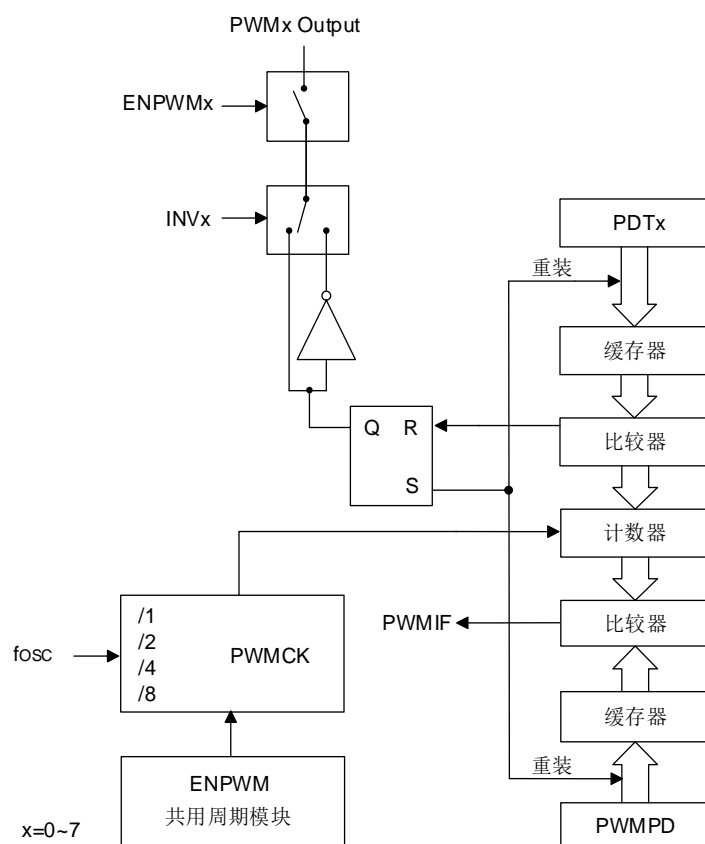 PWMx Output
ENPWMx
INVx
PDTx
重装
缓存器
Q R
S
比较器
计数器
/1
/2
/4
/8
PWMCK
fosc
PWMIF
比较器
缓存器
重装
ENPWM
共用周期模块
PWMPD
x=0~7